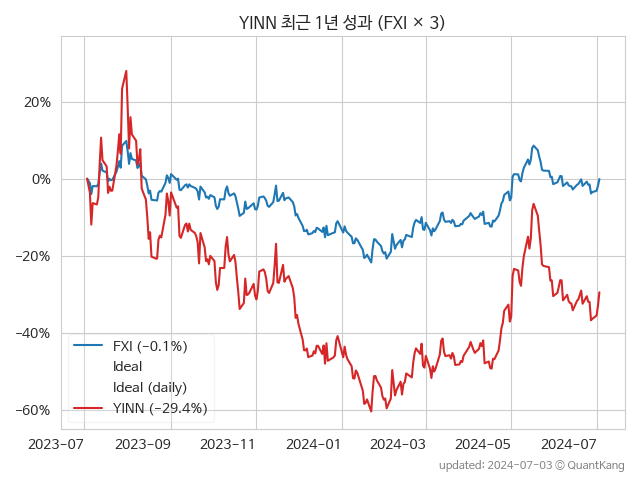 YINN 최근 1년 성과 (FXI × 3)
20%
0%
−20%
−40%
−60%
FXI (−0.1%)
Ideal
Ideal (daily)
YINN (−29.4%)
2023-07 2023-09 2023-11 2024-01 2024-03 2024-05 2024-07
updated: 2024-07-03 © QuantKang